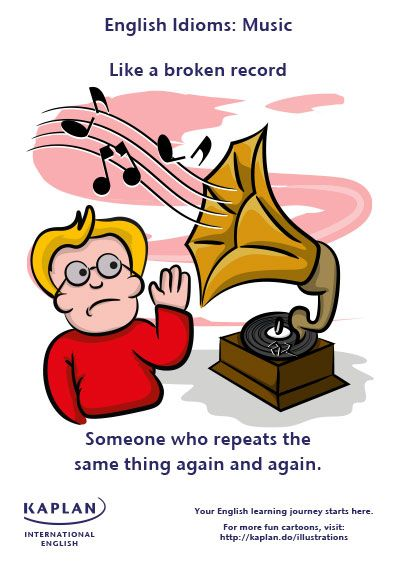 English Idioms: Music
Like a broken record
Someone who repeats the
same thing again and again.
KAPLAN
INTERNATIONAL
ENGLISH
Your English learning journey starts here.
For more fun cartoons, visit:
http://kaplan.do/illustrations